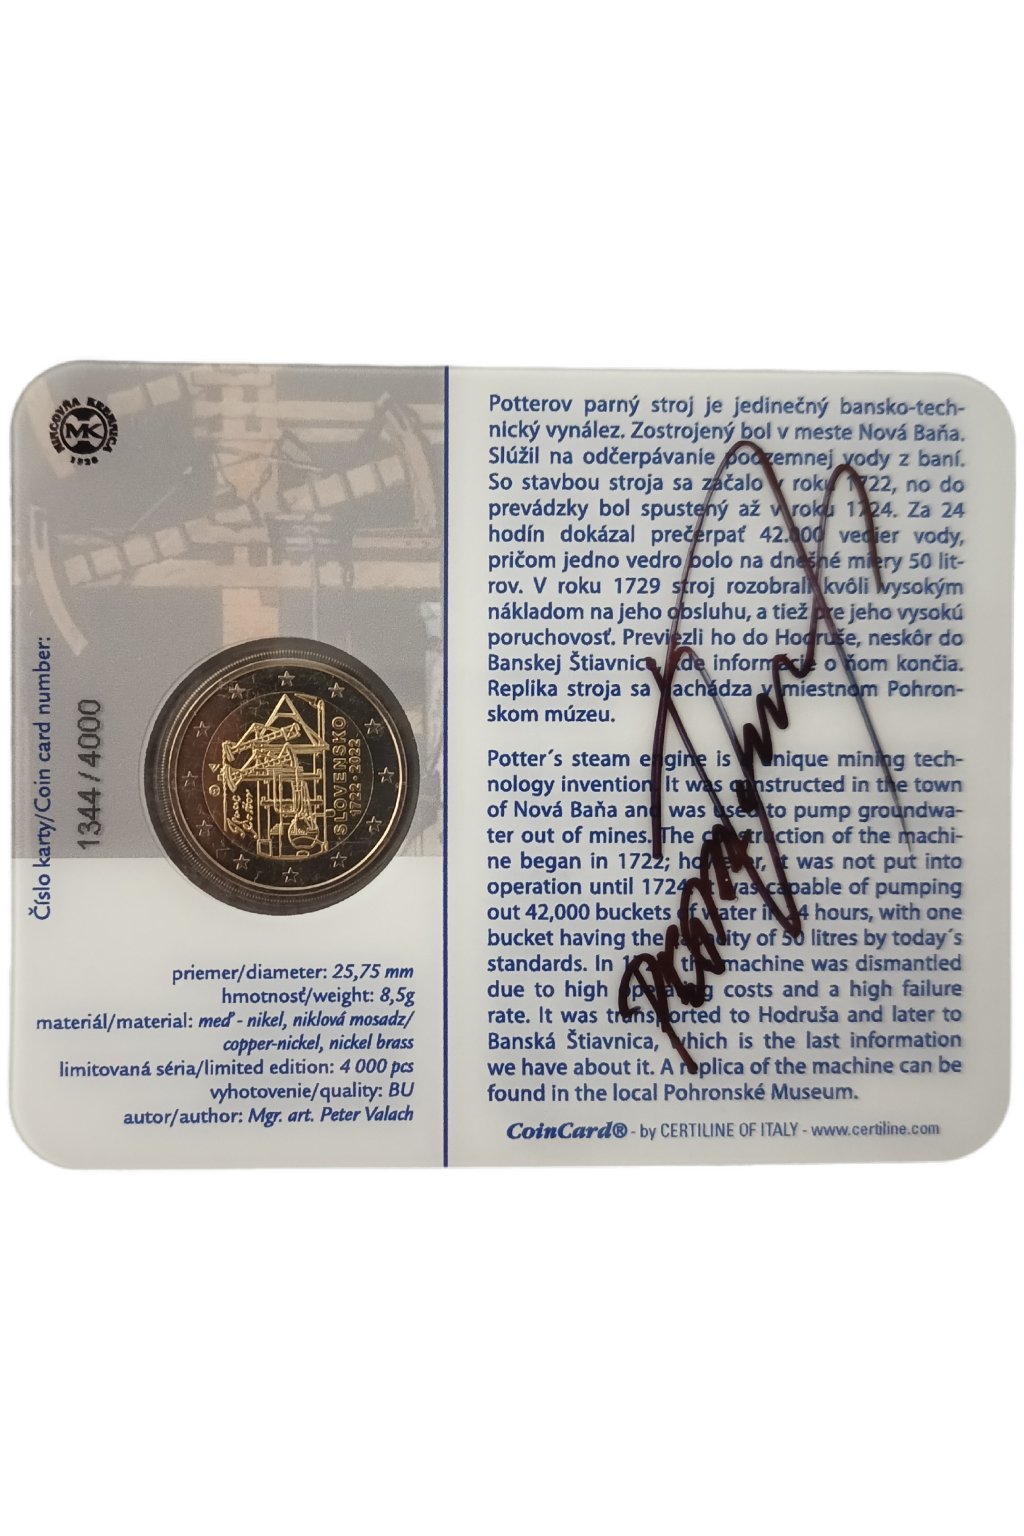 MINCOVŇA KREMNICA
MK
1328
Číslo karty/Coin card number:
1344 / 4000
SLOVENSKO
1722 • 2022
Isaac
Potter
priemer/diameter: 25,75 mm
hmotnosť/weight: 8,5g
materiál/material: meď - nikel, niklová mosadz/
copper-nickel, nickel brass
limitovaná séria/limited edition: 4 000 pcs
vyhotovenie/quality: BU
autor/author: Mgr. art. Peter Valach
Potterov parný stroj je jedinečný bansko-tech-
nický vynález. Zostrojený bol v meste Nová Baňa.
Slúžil na odčerpávanie podzemnej vody z baní.
So stavbou stroja sa začalo v roku 1722, no do
prevádzky bol spustený až v roku 1724. Za 24
hodín dokázal prečerpať 42.000 vedier vody,
pričom jedno vedro bolo na dnešné miery 50 lit-
rov. V roku 1729 stroj rozobrali kvôli vysokým
nákladom na jeho obsluhu, a tiež pre jeho vysokú
poruchovosť. Previezli ho do Hodruše, neskôr do
Banskej Štiavnice, kde informácie o ňom končia.
Replika stroja sa nachádza v miestnom Pohron-
skom múzeu.
Potter´s steam engine is a unique mining tech-
nology invention. It was constructed in the town
of Nová Baňa and was used to pump groundwa-
ter out of mines. The construction of the machi-
ne began in 1722; however, it was not put into
operation until 1724. It was capable of pumping
out 42,000 buckets of water in 24 hours, with one
bucket having the capacity of 50 litres by today´s
standards. In the machine was dismantled
due to high operating costs and a high failure
rate. It was transported to Hodruša and later to
Banská Štiavnica, which is the last information
we have about it. A replica of the machine can be
found in the local Pohronské Museum.
CoinCard® - by CERTILINE OF ITALY - www.certiline.com